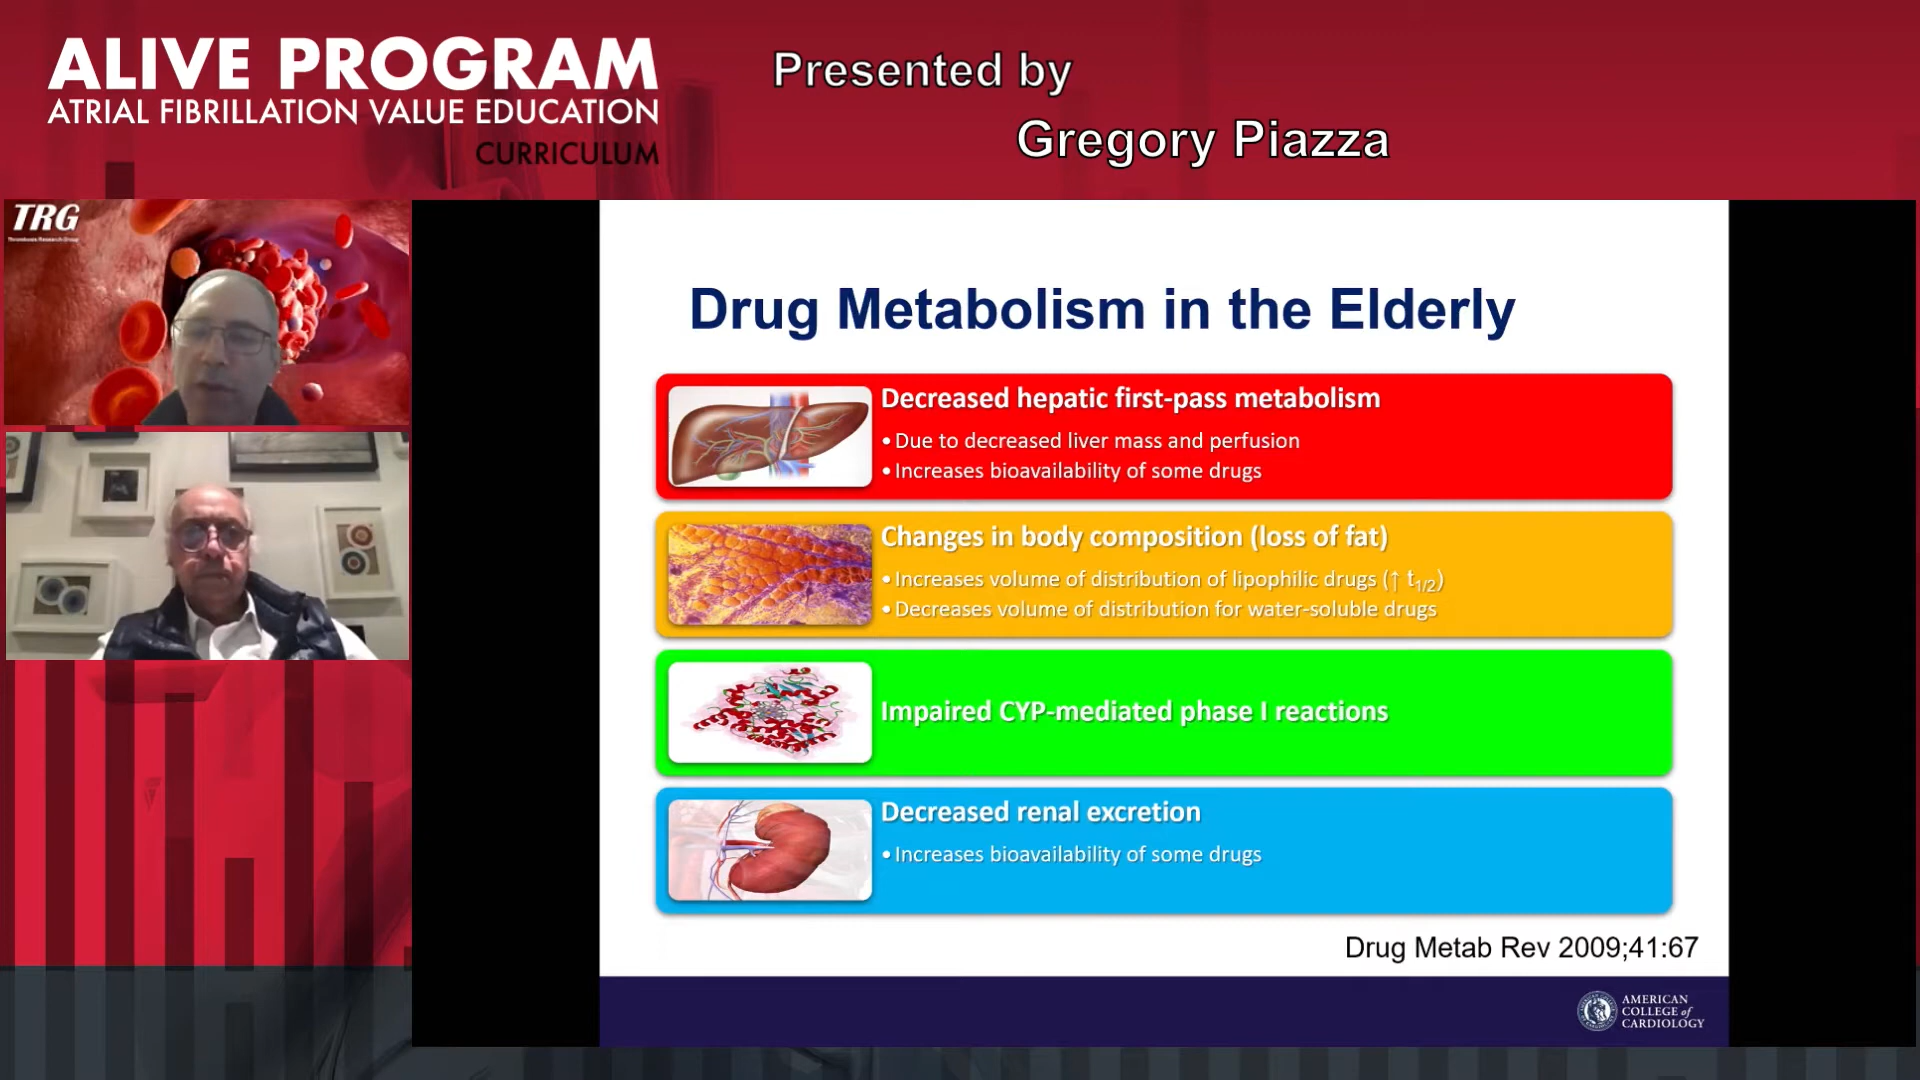 ALIVE PROGRAM
ATRIAL FIBRILLATION VALUE EDUCATION
CURRICULUM
Presented by
Gregory Piazza
TRG
Thrombosis Research Group
Drug Metabolism in the Elderly
Decreased hepatic first-pass metabolism
• Due to decreased liver mass and perfusion
• Increases bioavailability of some drugs
Changes in body composition (loss of fat)
• Increases volume of distribution of lipophilic drugs (↑ t1/2)
• Decreases volume of distribution for water-soluble drugs
Impaired CYP-mediated phase I reactions
Decreased renal excretion
• Increases bioavailability of some drugs
Drug Metab Rev 2009;41:67
AMERICAN
COLLEGE of
CARDIOLOGY